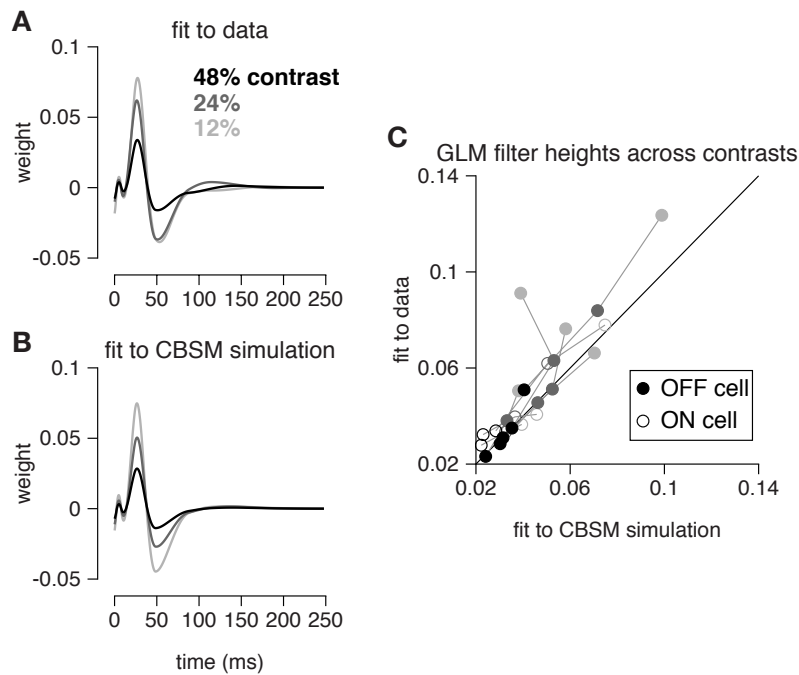 A
fit to data
0.1
0.05
0
-0.05
weight
48% contrast
24%
12%
0 50 100 150 200 250
B
fit to CBSM simulation
0.1
0.05
0
-0.05
weight
0 50 100 150 200 250
time (ms)
C
GLM filter heights across contrasts
0.14
0.1
0.06
0.02
fit to data
OFF cell
ON cell
0.02 0.06 0.1 0.14
fit to CBSM simulation